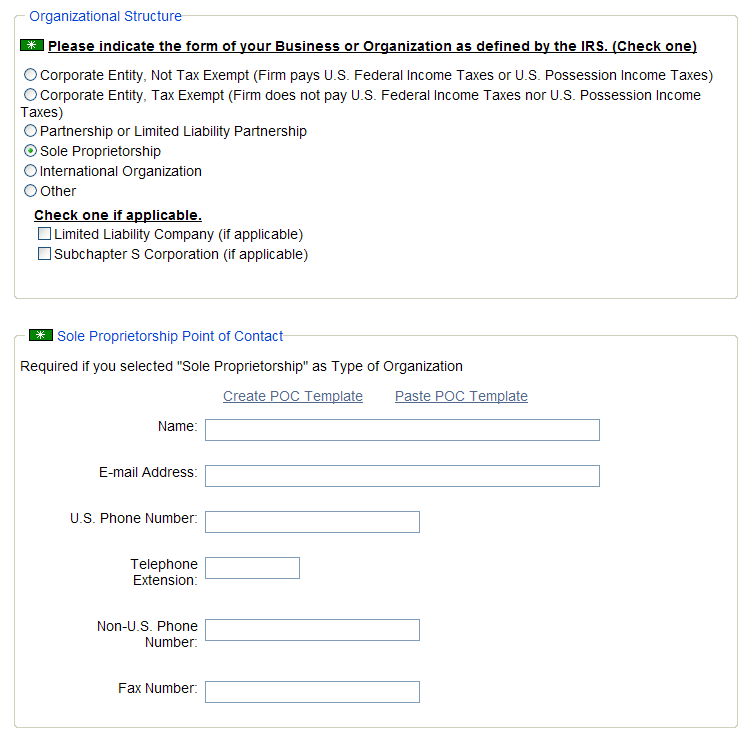 Organizational Structure
* Please indicate the form of your Business or Organization as defined by the IRS. (Check one)
Corporate Entity, Not Tax Exempt (Firm pays U.S. Federal Income Taxes or U.S. Possession Income Taxes)
Corporate Entity, Tax Exempt (Firm does not pay U.S. Federal Income Taxes nor U.S. Possession Income
Taxes)
Partnership or Limited Liability Partnership
Sole Proprietorship
International Organization
Other
Check one if applicable.
Limited Liability Company (if applicable)
Subchapter S Corporation (if applicable)
* Sole Proprietorship Point of Contact
Required if you selected "Sole Proprietorship" as Type of Organization
Create POC Template Paste POC Template
Name:
E-mail Address:
U.S. Phone Number:
Telephone
Extension:
Non-U.S. Phone
Number:
Fax Number: